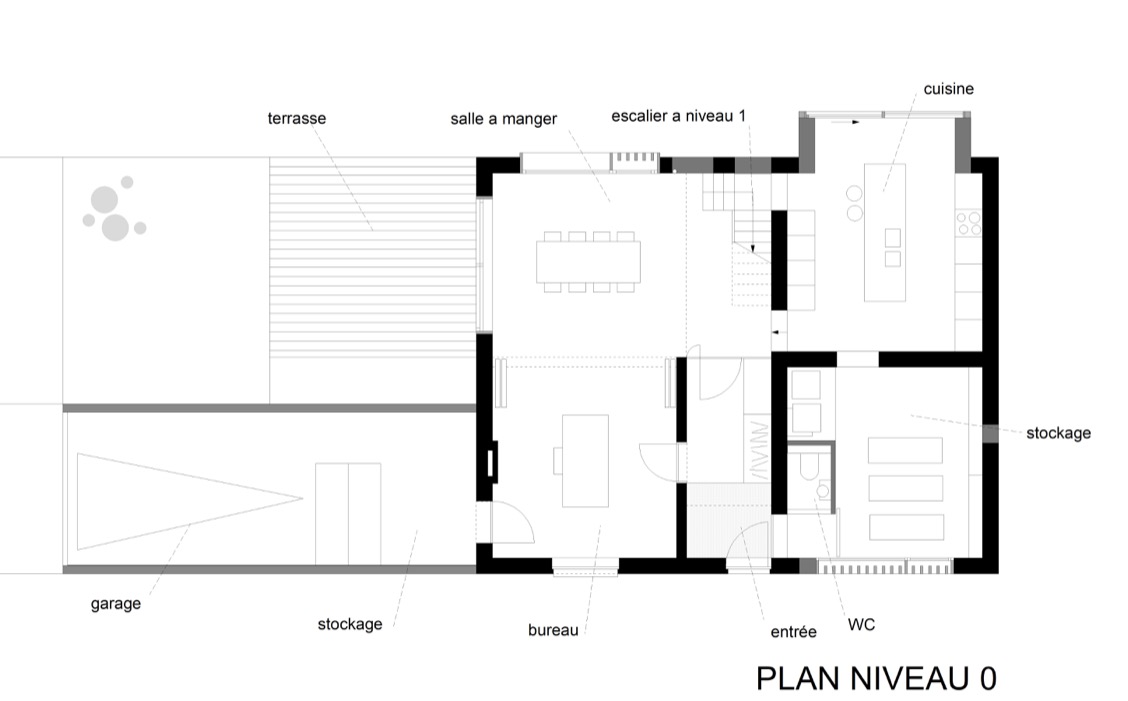 cuisine
terrasse
salle a manger
escalier a niveau 1
stockage
garage
stockage
bureau
entrée
WC
PLAN NIVEAU 0